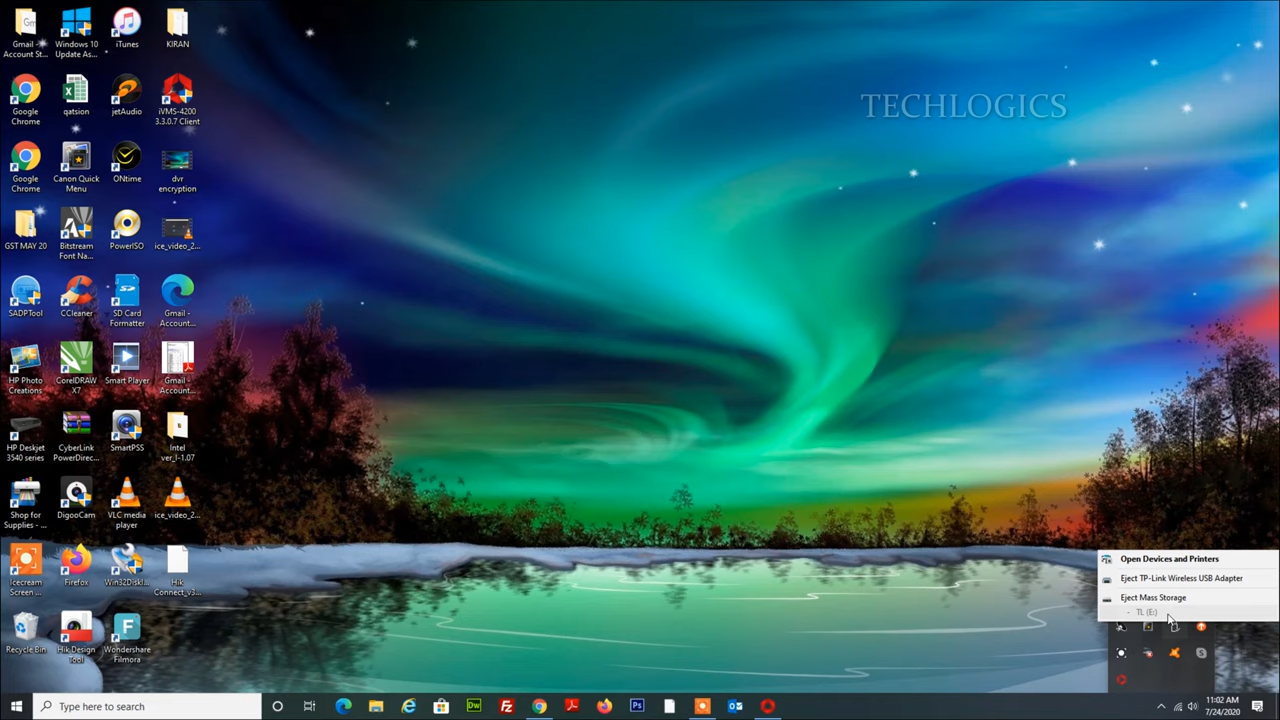 Gmail -
Account St...
Windows 10
Update As...
iTunes
KIRAN
Google
Chrome
qatsion
jetAudio
iVMS-4200
3.3.0.7 Client
Google
Chrome
Canon Quick
Menu
ONtime
dvr
encryption
GST MAY 20
Bitstream
Font Na...
PowerISO
ice_video_2...
SADPTool
CCleaner
SD Card
Formatter
Gmail -
Account...
HP Photo
Creations
CorelDRAW
X7
Smart Player
Gmail -
Account...
HP Deskjet
3540 series
CyberLink
PowerDirec...
SmartPSS
Intel
ver_I-1.07
Shop for
Supplies - ...
DigooCam
VLC media
player
ice_video_2...
Icecream
Screen ...
Firefox
Win32DiskI...
Hik
Connect_v3...
Recycle Bin
Hik Design
Tool
Wondershare
Filmora
TECHLOGICS
Open Devices and Printers
Eject TP-Link Wireless USB Adapter
Eject Mass Storage
- TL (E:)
Type here to search
11:02 AM
7/24/2020